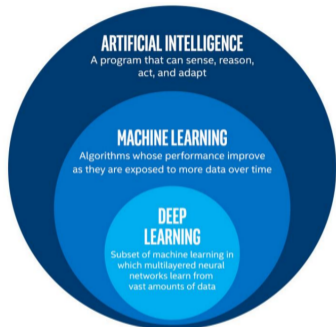 ARTIFICIAL INTELLIGENCE
A program that can sense, reason,
act, and adapt
MACHINE LEARNING
Algorithms whose performance improve
as they are exposed to more data over time
DEEP
LEARNING
Subset of machine learning in
which multilayered neural
networks learn from
vast amounts of data